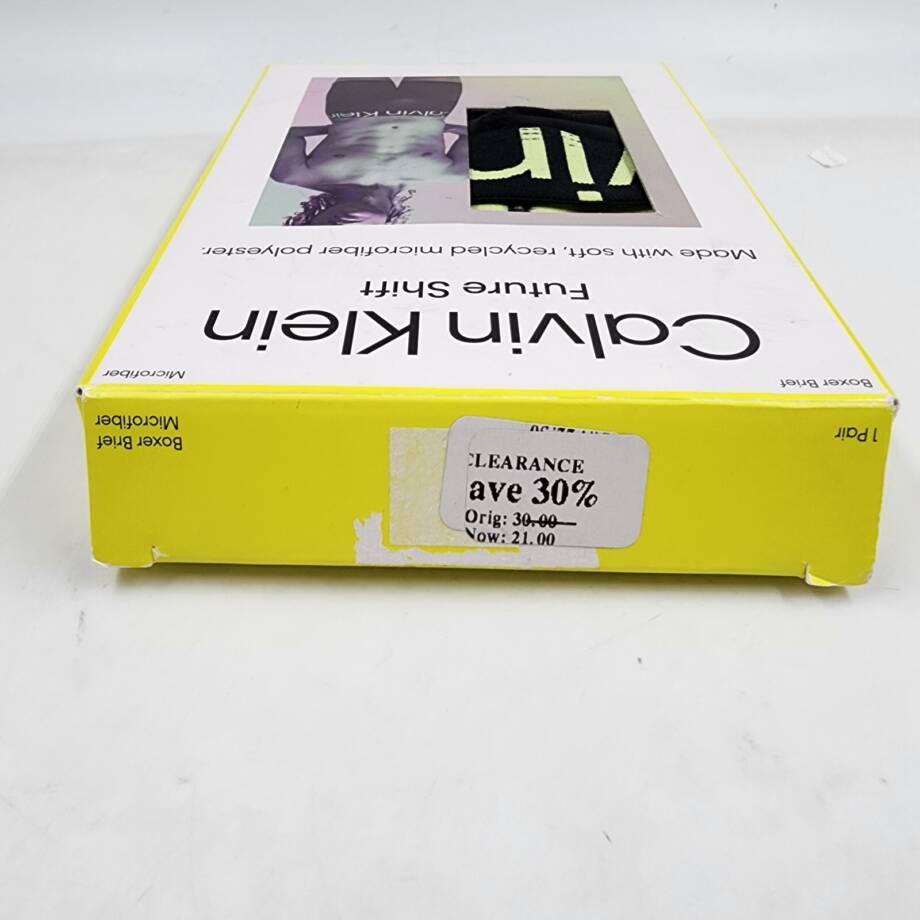 Calvin Klein
vin
Made with soft, recycled microfiber polyester.
Future Shift
Calvin Klein
Boxer Brief
Microfiber
1 Pair
Boxer Brief
Microfiber
CLEARANCE
ave 30%
Orig: 30.00
Now: 21.00